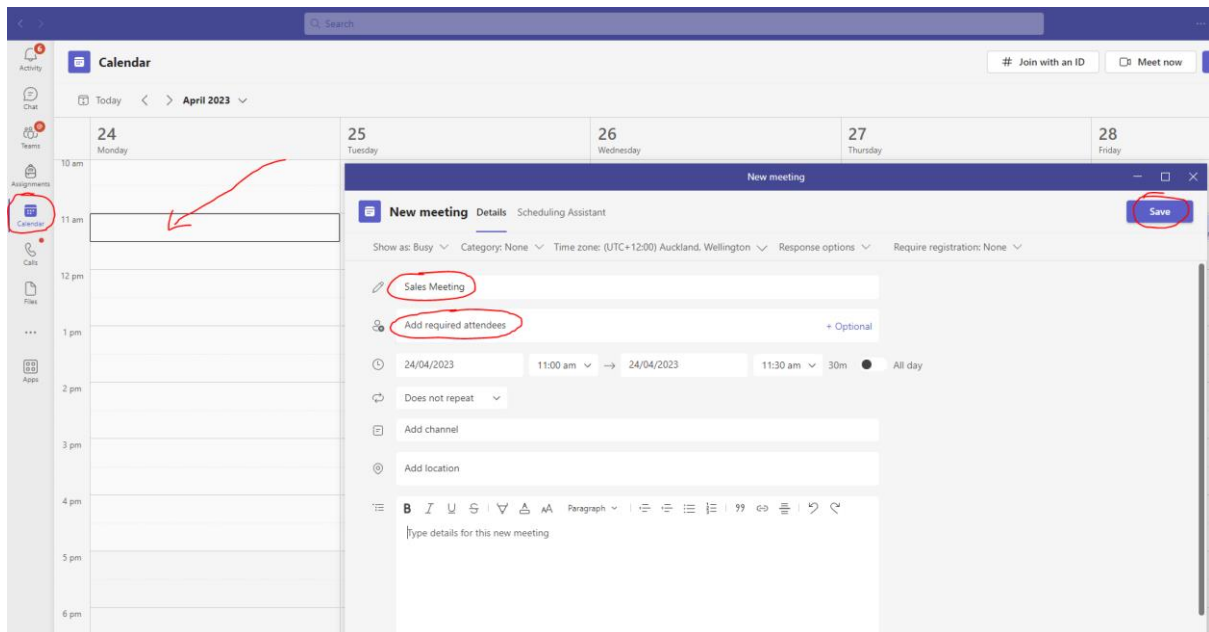 Search
Activity
6
Chat
Teams
Assignments
Calendar
Calls
Files
Apps
Calendar
# Join with an ID
Meet now
Today
April 2023
24
Monday
25
Tuesday
26
Wednesday
27
Thursday
28
Friday
10 am
11 am
12 pm
1 pm
2 pm
3 pm
4 pm
5 pm
6 pm
New meeting
New meeting Details Scheduling Assistant
Save
Show as: Busy Category: None Time zone: (UTC+12:00) Auckland, Wellington Response options Require registration: None
Sales Meeting
Add required attendees + Optional
24/04/2023 11:00 am → 24/04/2023 11:30 am 30m All day
Does not repeat
Add channel
Add location
B I U S A AA Paragraph
Type details for this new meeting